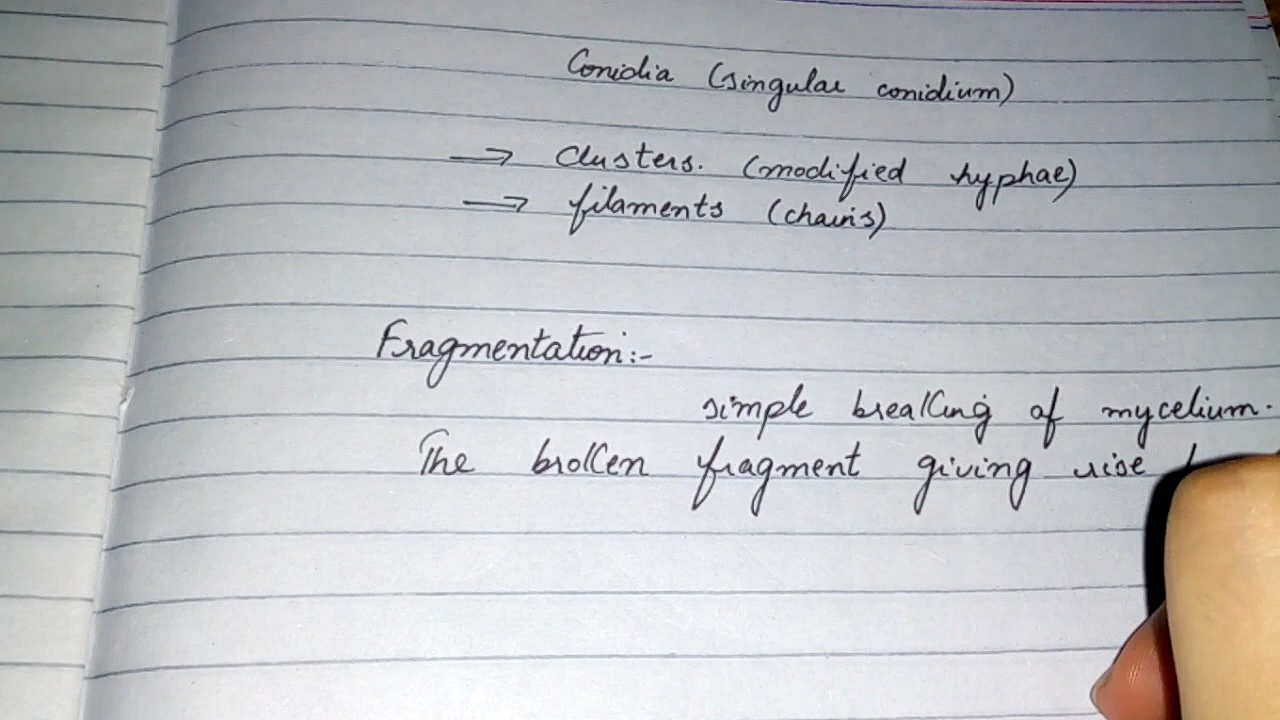 Conidia (singular conidium)
→ Clusters. (modified hyphae)
→ filaments (chains)
Fragmentation:-
simple breaking of mycelium.
The broken fragment giving rise